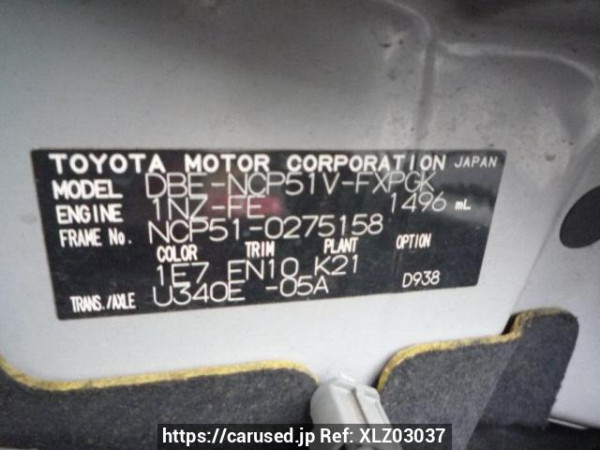 TOYOTA MOTOR CORPORATION JAPAN
MODEL DBE-NCP51V-FXPGK
ENGINE 1NZ-FE 1496 mL
FRAME No. NCP51-0275158
COLOR TRIM PLANT OPTION
1E7 EN10 K21
TRANS./AXLE U340E -05A D938
https://carused.jp Ref: XLZ03037